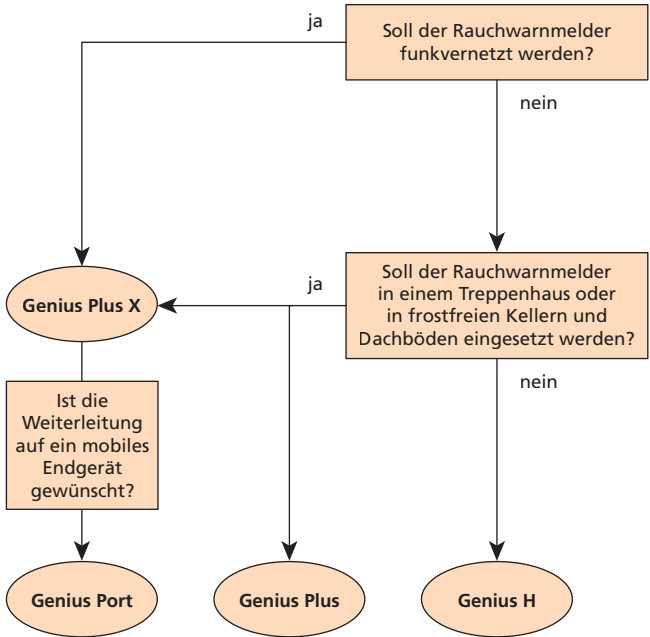 ja
Soll der Rauchwarnmelder
funkvernetzt werden?
nein
Genius Plus X
ja
Soll der Rauchwarnmelder
in einem Treppenhaus oder
in frostfreien Kellern und
Dachböden eingesetzt werden?
nein
Ist die
Weiterleitung
auf ein mobiles
Endgerät
gewünscht?
Genius Port
Genius Plus
Genius H